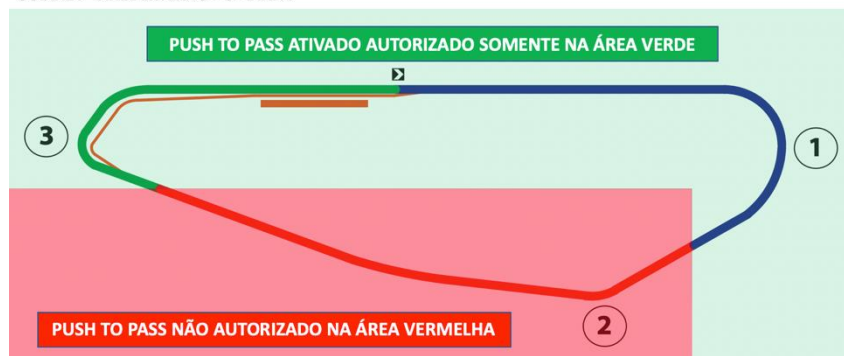 PUSH TO PASS ATIVADO AUTORIZADO SOMENTE NA ÁREA VERDE
3
1
2
PUSH TO PASS NÃO AUTORIZADO NA ÁREA VERMELHA